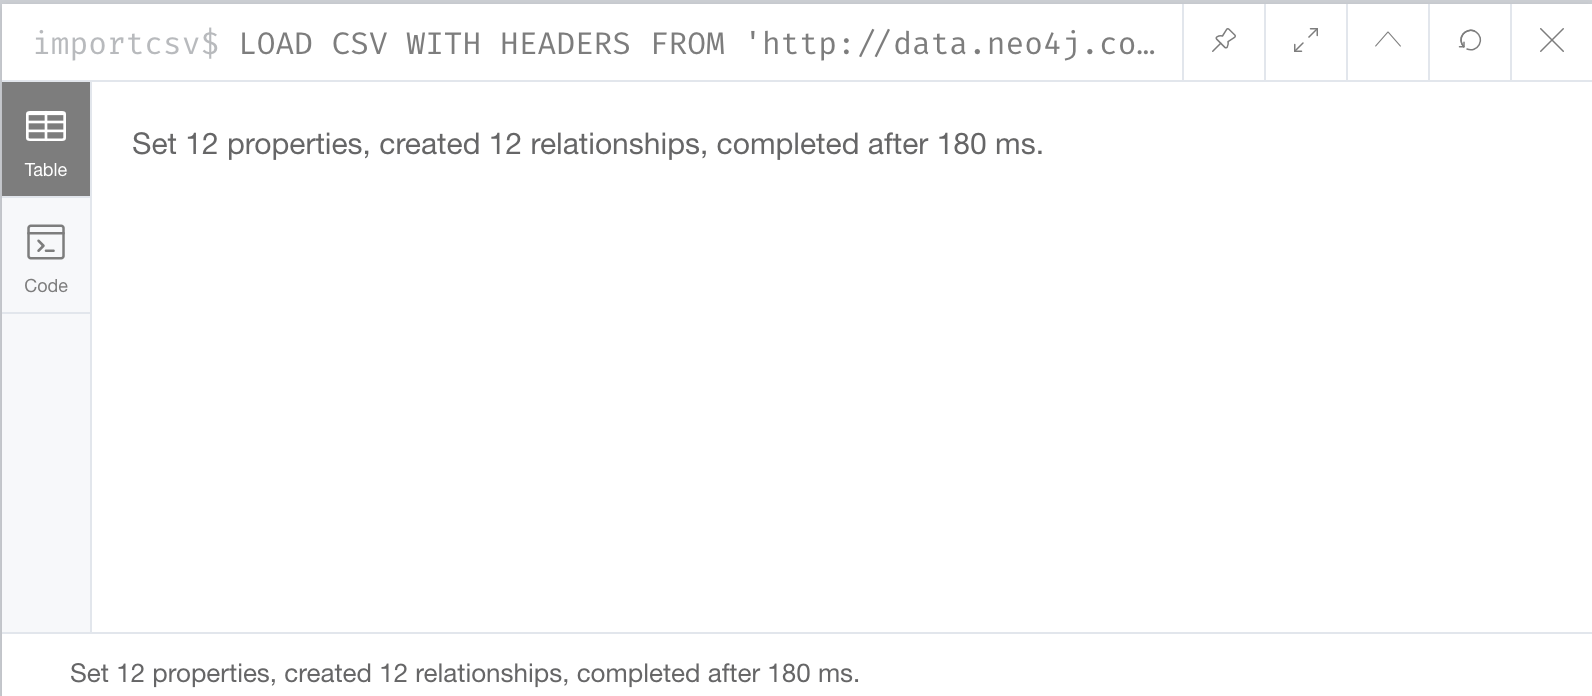 importcsv$ LOAD CSV WITH HEADERS FROM 'http://data.neo4j.co…
Table
Set 12 properties, created 12 relationships, completed after 180 ms.
Code
Set 12 properties, created 12 relationships, completed after 180 ms.